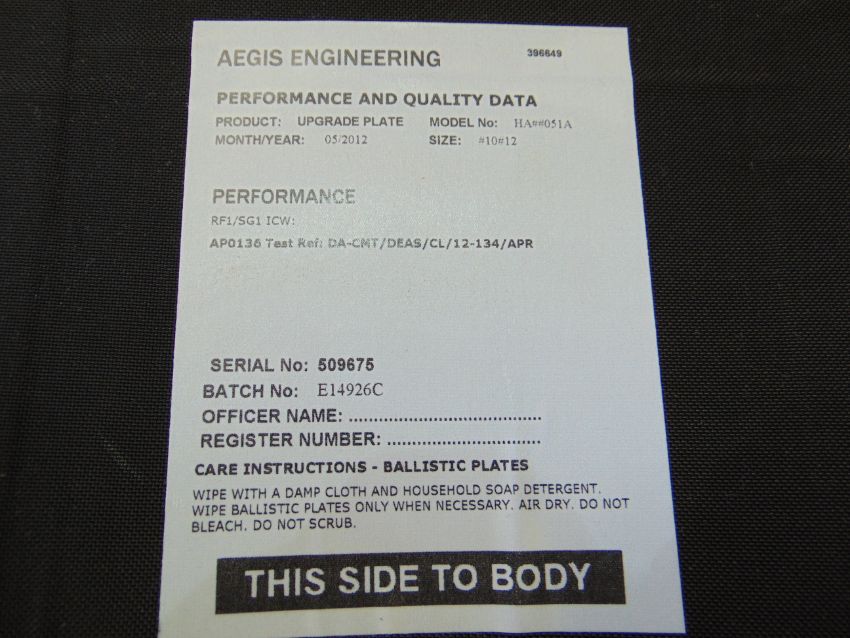 AEGIS ENGINEERING 396649
PERFORMANCE AND QUALITY DATA
PRODUCT: UPGRADE PLATE MODEL No: HA##051A
MONTH/YEAR: 05/2012 SIZE: #10#12
PERFORMANCE
RF1/SG1 ICW:
AP0136 Test Ref: DA-CMT/DEAS/CL/12-134/APR
SERIAL No: 509675
BATCH No: E14926C
OFFICER NAME: ......................................
REGISTER NUMBER: ...............................
CARE INSTRUCTIONS - BALLISTIC PLATES
WIPE WITH A DAMP CLOTH AND HOUSEHOLD SOAP DETERGENT.
WIPE BALLISTIC PLATES ONLY WHEN NECESSARY. AIR DRY. DO NOT
BLEACH. DO NOT SCRUB.
THIS SIDE TO BODY